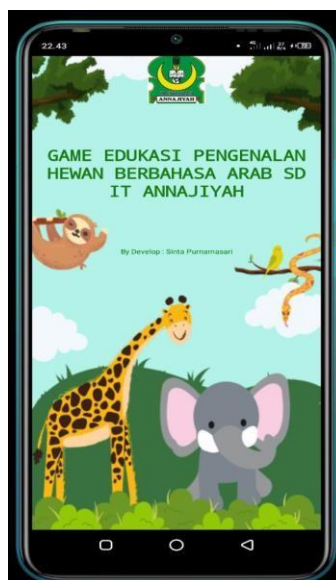 22.43
ANNAJIYAH
GAME EDUKASI PENGENALAN
HEWAN BERBAHASA ARAB SD
IT ANNAJIYAH
By Develop : Sinta Purnamasari